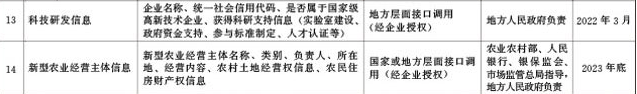 13 科技研发信息 企业名称、统一社会信用代码、是否属于国家级
高新技术企业、获得科研支持信息（实验室建设、
政府资金支持、参与标准制定、人才认证等） 地方层面接口调用
（经企业授权） 地方人民政府负责 2022 年 3 月
14 新型农业经营主体信息 新型农业经营主体名称、类别、负责人、所在
地、经营内容、农村土地经营权信息、农民住
房财产权信息 国家或地方层面接口调
用（经企业授权） 农业农村部、人民
银行、银保监会、
市场监管总局指导，
地方人民政府负责 2023 年底